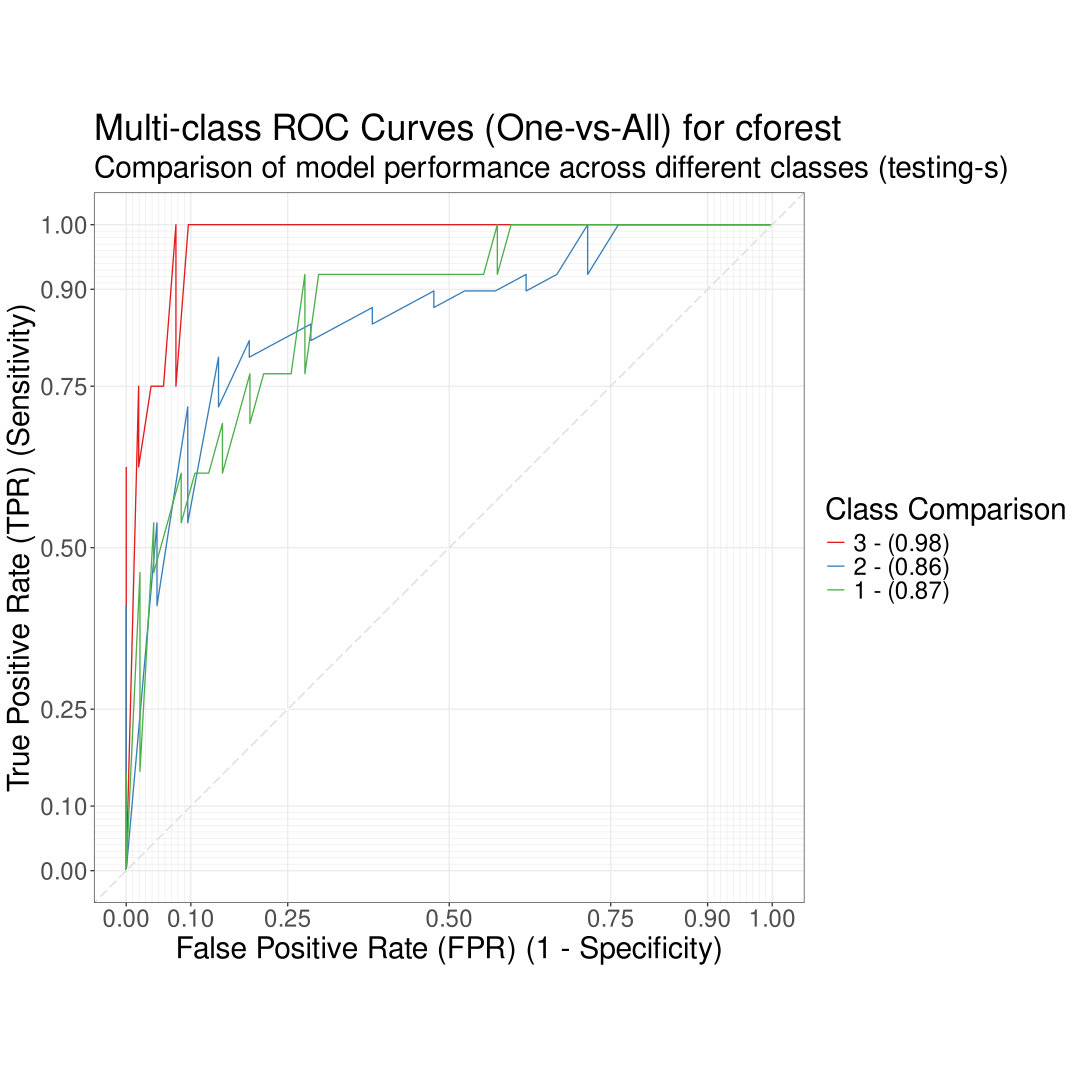 Multi-class ROC Curves (One-vs-All) for cforest
Comparison of model performance across different classes (testing-s)
True Positive Rate (TPR) (Sensitivity)
1.00
0.90
0.75
0.50
0.25
0.10
0.00
0.00 0.10 0.25 0.50 0.75 0.90 1.00
False Positive Rate (FPR) (1 - Specificity)
Class Comparison
3 - (0.98)
2 - (0.86)
1 - (0.87)